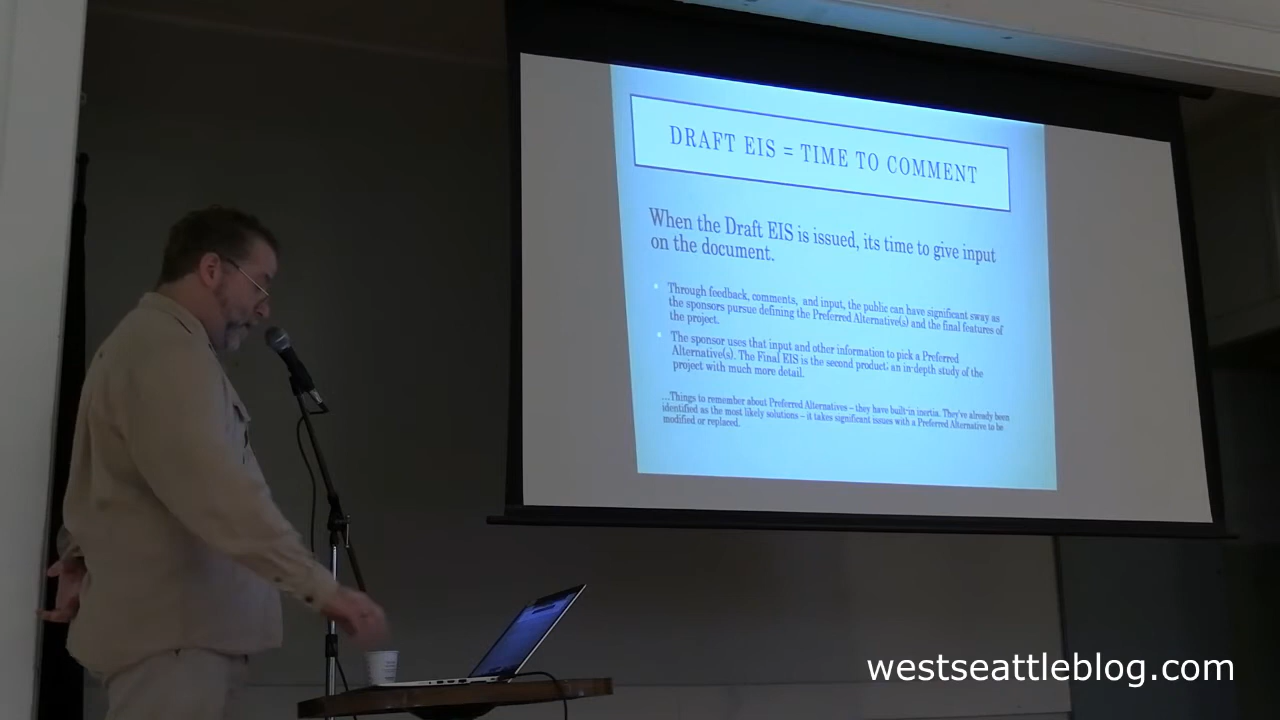 DRAFT EIS = TIME TO COMMENT
When the Draft EIS is issued, its time to give input
on the document.
Through feedback, comments, and input, the public can have significant sway as
the sponsors pursue defining the Preferred Alternative(s) and the final features of
the project.
The sponsor uses that input and other information to pick a Preferred
Alternative(s). The Final EIS is the second product; an in-depth study of the
project with much more detail.
...Things to remember about Preferred Alternatives – they have built-in inertia. They've already been
identified as the most likely solutions – it takes significant issues with a Preferred Alternative to be
modified or replaced.
westseattleblog.com